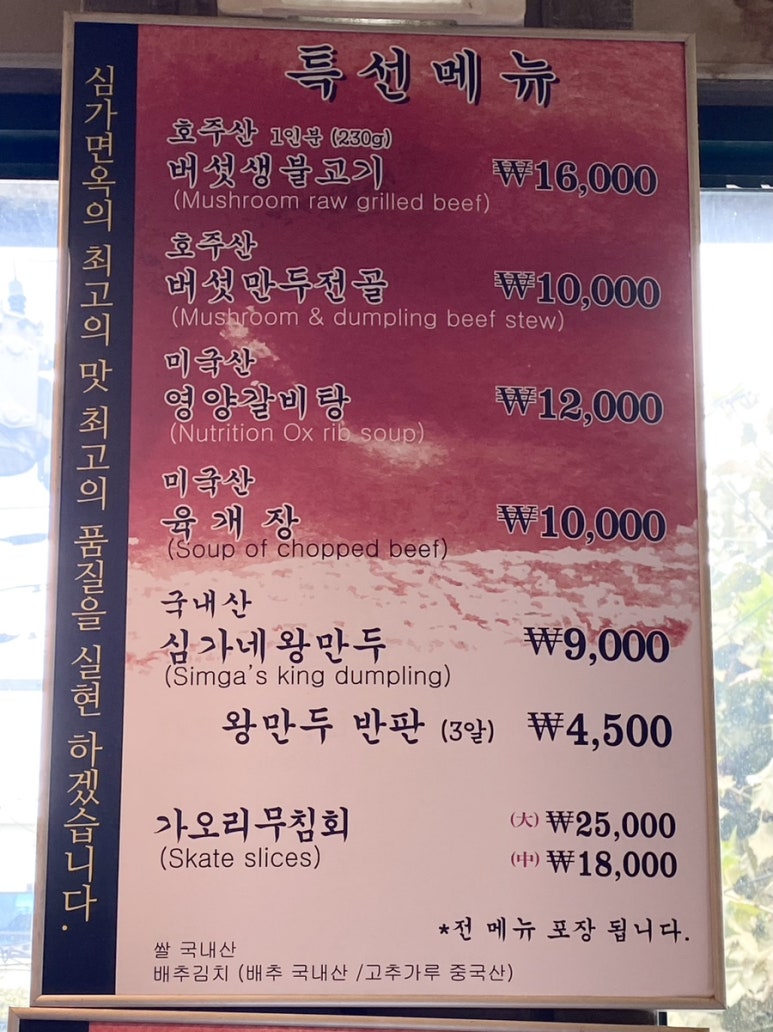 심가면옥의 최고의 맛 최고의 품질을 실현 하겠습니다.
특선메뉴
호주산 1인분 (230g)
버섯생불고기 ₩16,000
(Mushroom raw grilled beef)
호주산
버섯만두전골 ₩10,000
(Mushroom & dumpling beef stew)
미국산
영양갈비탕 ₩12,000
(Nutrition Ox rib soup)
미국산
육개장 ₩10,000
(Soup of chopped beef)
국내산
심가네왕만두 ₩9,000
(Simga's king dumpling)
왕만두 반판 (3알) ₩4,500
가오리무침회 (大) ₩25,000
(Skate slices) (中) ₩18,000
*전 메뉴 포장 됩니다.
쌀 국내산
배추김치 (배추 국내산 /고추가루 중국산)